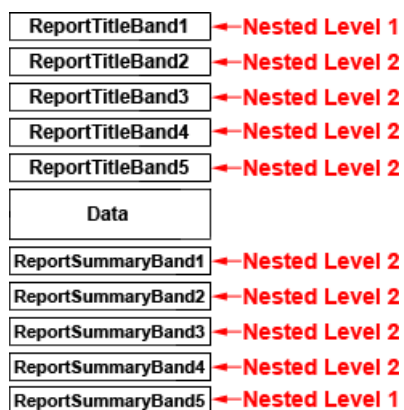 ReportTitleBand1 Nested Level 1
ReportTitleBand2 Nested Level 2
ReportTitleBand3 Nested Level 2
ReportTitleBand4 Nested Level 2
ReportTitleBand5 Nested Level 2
Data
ReportSummaryBand1 Nested Level 2
ReportSummaryBand2 Nested Level 2
ReportSummaryBand3 Nested Level 2
ReportSummaryBand4 Nested Level 2
ReportSummaryBand5 Nested Level 1